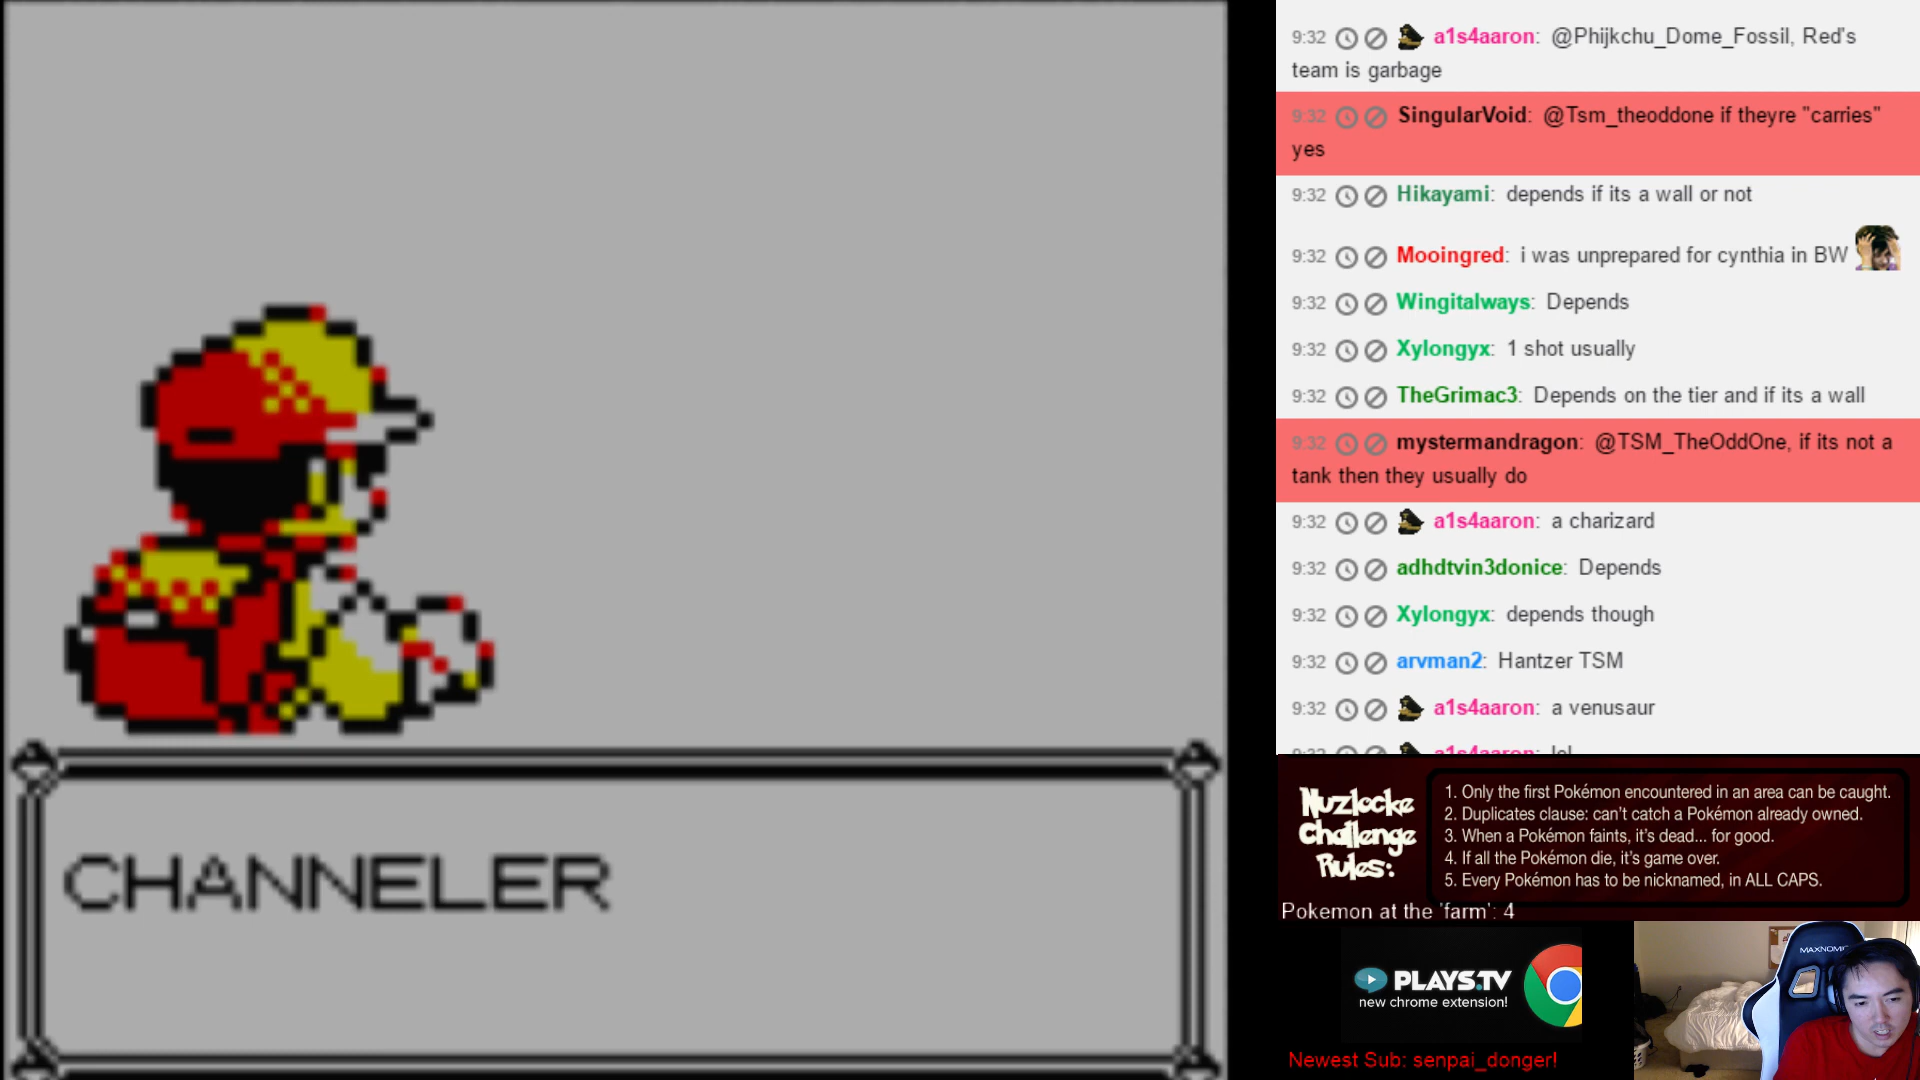 9:32 a1s4aaron: @Phijkchu_Dome_Fossil, Red's
team is garbage
9:32 SingularVoid: @Tsm_theoddone if theyre "carries"
yes
9:32 Hikayami: depends if its a wall or not
9:32 Mooingred: i was unprepared for cynthia in BW
9:32 Wingitalways: Depends
9:32 Xylongyx: 1 shot usually
9:32 TheGrimac3: Depends on the tier and if its a wall
9:32 mystermandragon: @TSM_TheOddOne, if its not a
tank then they usually do
9:32 a1s4aaron: a charizard
9:32 adhdtvin3donice: Depends
9:32 Xylongyx: depends though
9:32 arvman2: Hantzer TSM
9:32 a1s4aaron: a venusaur
9:32 a1s4aaron: lol
CHANNELER
Nuzlocke
Challenge
Rules:
1. Only the first Pokémon encountered in an area can be caught.
2. Duplicates clause: can't catch a Pokémon already owned.
3. When a Pokémon faints, it's dead... for good.
4. If all the Pokémon die, it's game over.
5. Every Pokémon has to be nicknamed, in ALL CAPS.
Pokemon at the 'farm': 4
PLAYS.TV
new chrome extension!
Newest Sub: senpai_donger!